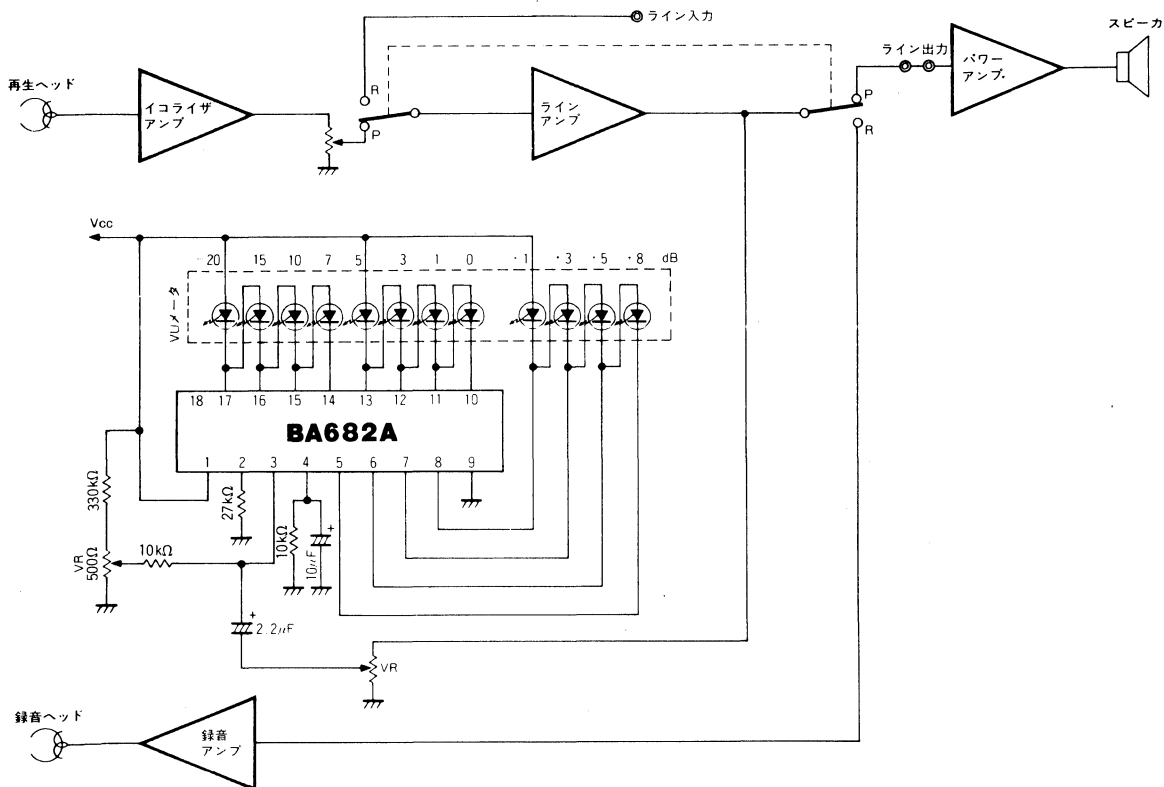 ライン入力
スピーカ
ライン出力
パワー
アンプ
再生ヘッド
イコライザ
アンプ
R
P
ライン
アンプ
P
R
Vcc
-20 15 10 7 5 3 1 0 ·1 ·3 ·5 ·8 dB
VUメータ
18 17 16 15 14 13 12 11 10
BA682A
1 2 3 4 5 6 7 8 9
330kΩ
27kΩ
10kΩ
10μF
+
VR
500Ω
10kΩ
+
2.2μF
VR
録音ヘッド
録音
アンプ